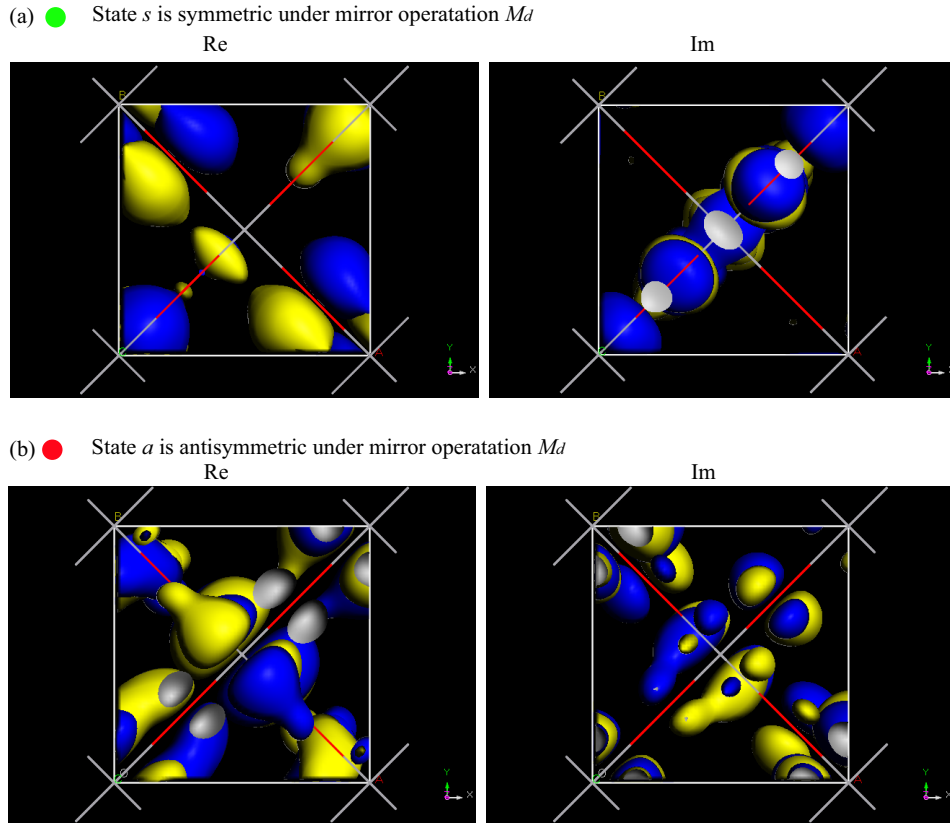 (a) State s is symmetric under mirror operatation Md
Re Im
B
A
Y
X
Y
X
(b) State a is antisymmetric under mirror operatation Md
Re Im
B
B
O
A
Y
X
O
A
Y
X